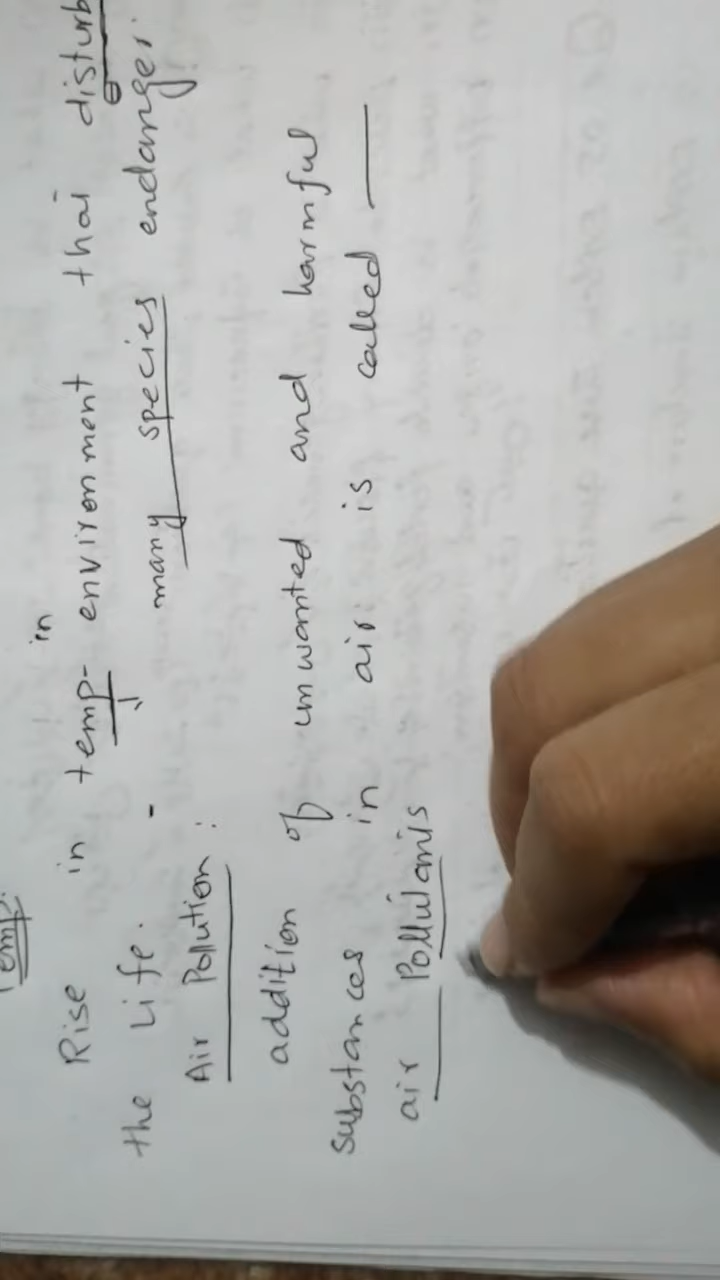 Temp:
Rise in temp- in environment that disturb
the Life. - many species endanger.
Air Pollution :
addition of unwanted and harmful
substances in air is called —
air Pollutants